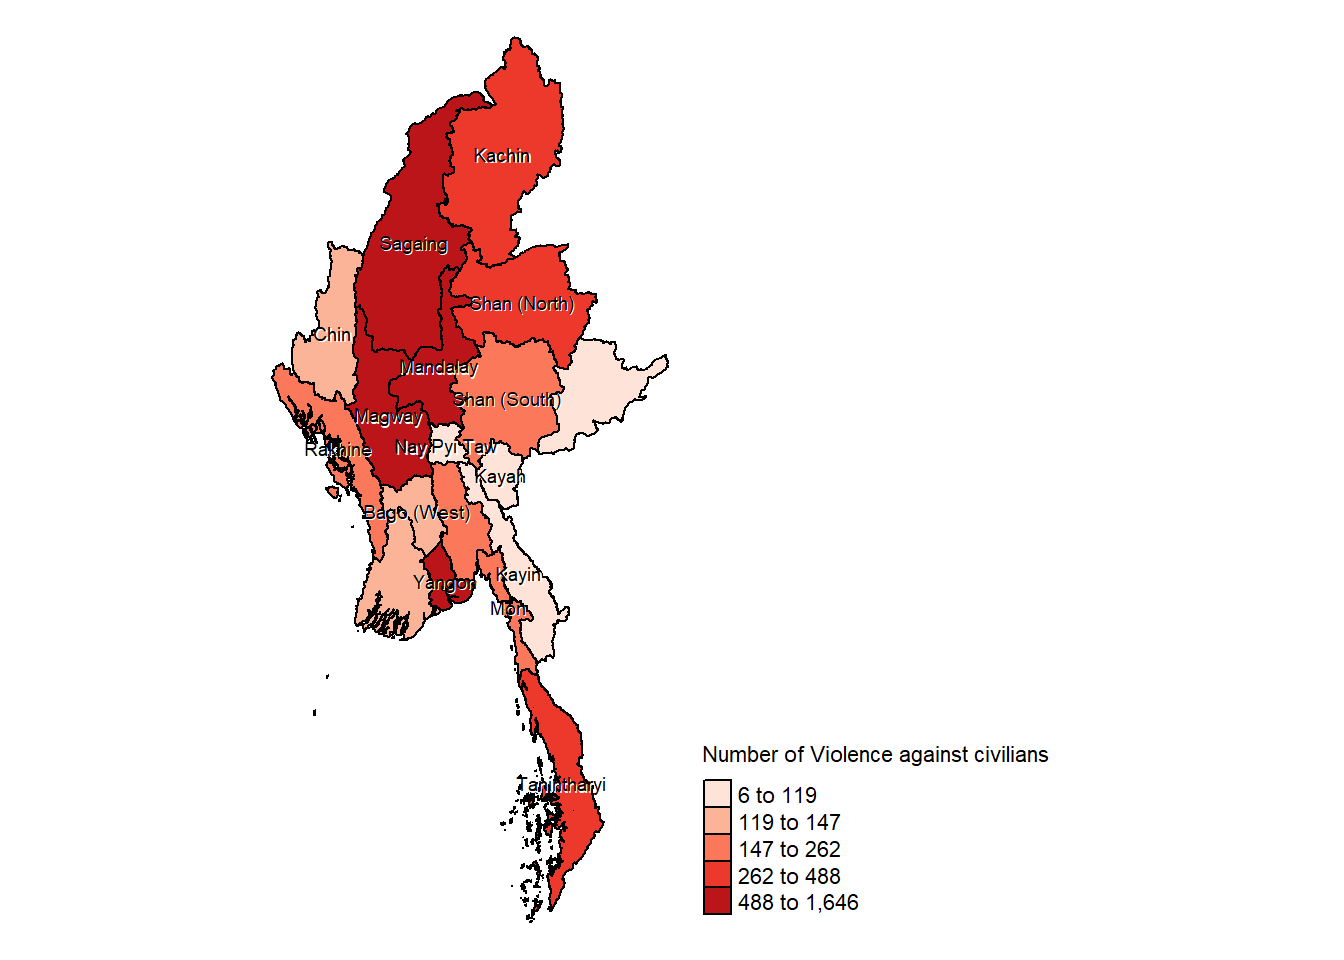 Kachin
Sagaing
Shan (North)
Chin
Mandalay
Shan (South)
Magway
Rakhine
Nay Pyi Taw
Kayah
Bago (West)
Kayin
Yangon
Mon
Tanintharyi
Number of Violence against civilians
6 to 119
119 to 147
147 to 262
262 to 488
488 to 1,646